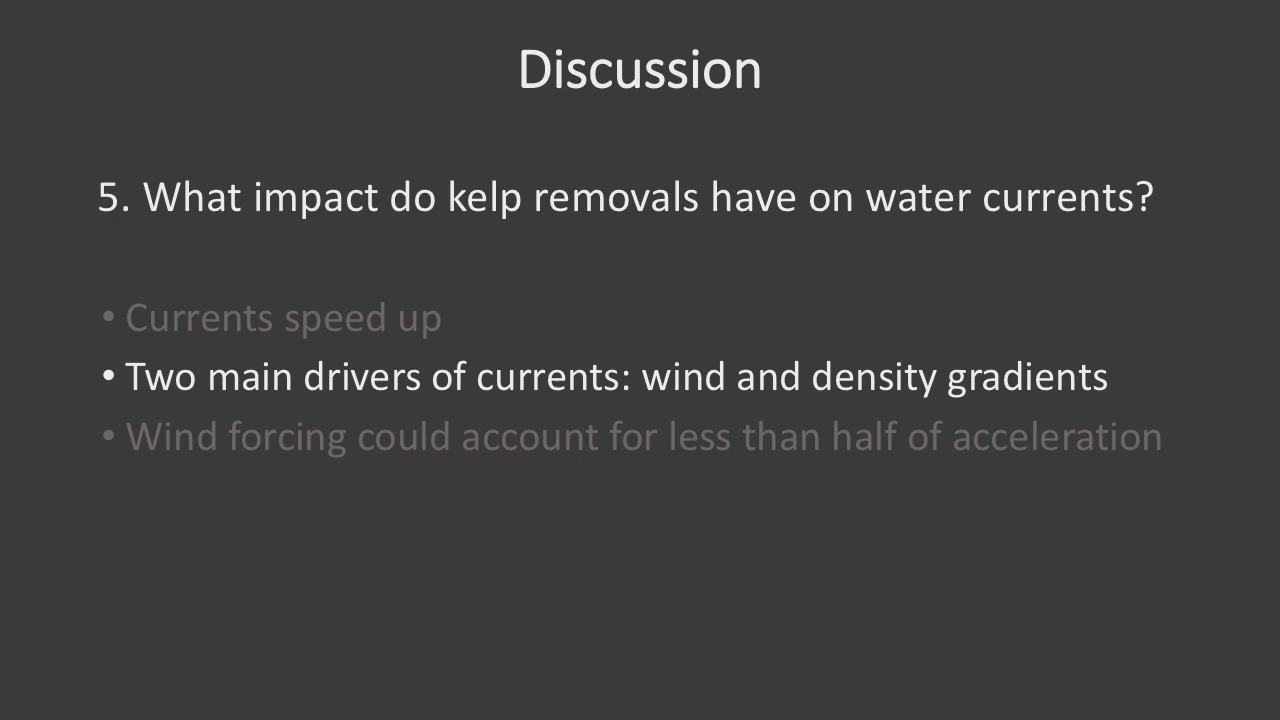 Discussion
5. What impact do kelp removals have on water currents?
• Currents speed up
• Two main drivers of currents: wind and density gradients
• Wind forcing could account for less than half of acceleration